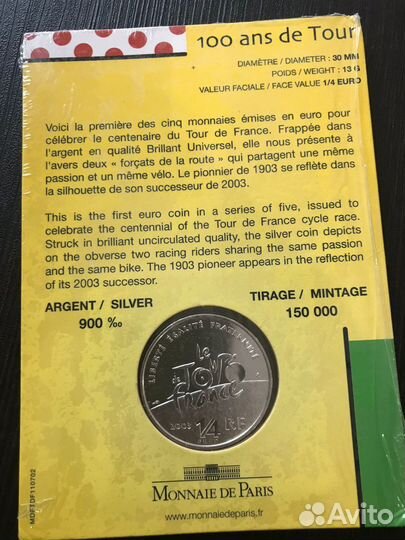 100 ans de Tour
DIAMÈTRE / DIAMETER : 30 MM
POIDS / WEIGHT : 13 G
VALEUR FACIALE / FACE VALUE 1/4 EURO
Voici la première des cinq monnaies émises en euro pour
célébrer le centenaire du Tour de France. Frappée dans
l'argent en qualité Brillant Universel, elle nous présente à
l'avers deux « forçats de la route » qui partagent une même
passion et un même vélo. Le pionnier de 1903 se reflète dans
la silhouette de son successeur de 2003.
This is the first euro coin in a series of five, issued to
celebrate the centennial of the Tour de France cycle race.
Struck in brilliant uncirculated quality, the silver coin depicts
on the obverse two racing riders sharing the same passion
and the same bike. The 1903 pioneer appears in the reflection
of its 2003 successor.
ARGENT / SILVER
900 ‰
TIRAGE / MINTAGE
150 000
LIBERTÉ ÉGALITÉ FRATERNITÉ
le
de TOUR
France
2003 1/4 RF
MONNAIE DE PARIS
www.monnaiedeparis.fr
MDFTDF110702
Avito